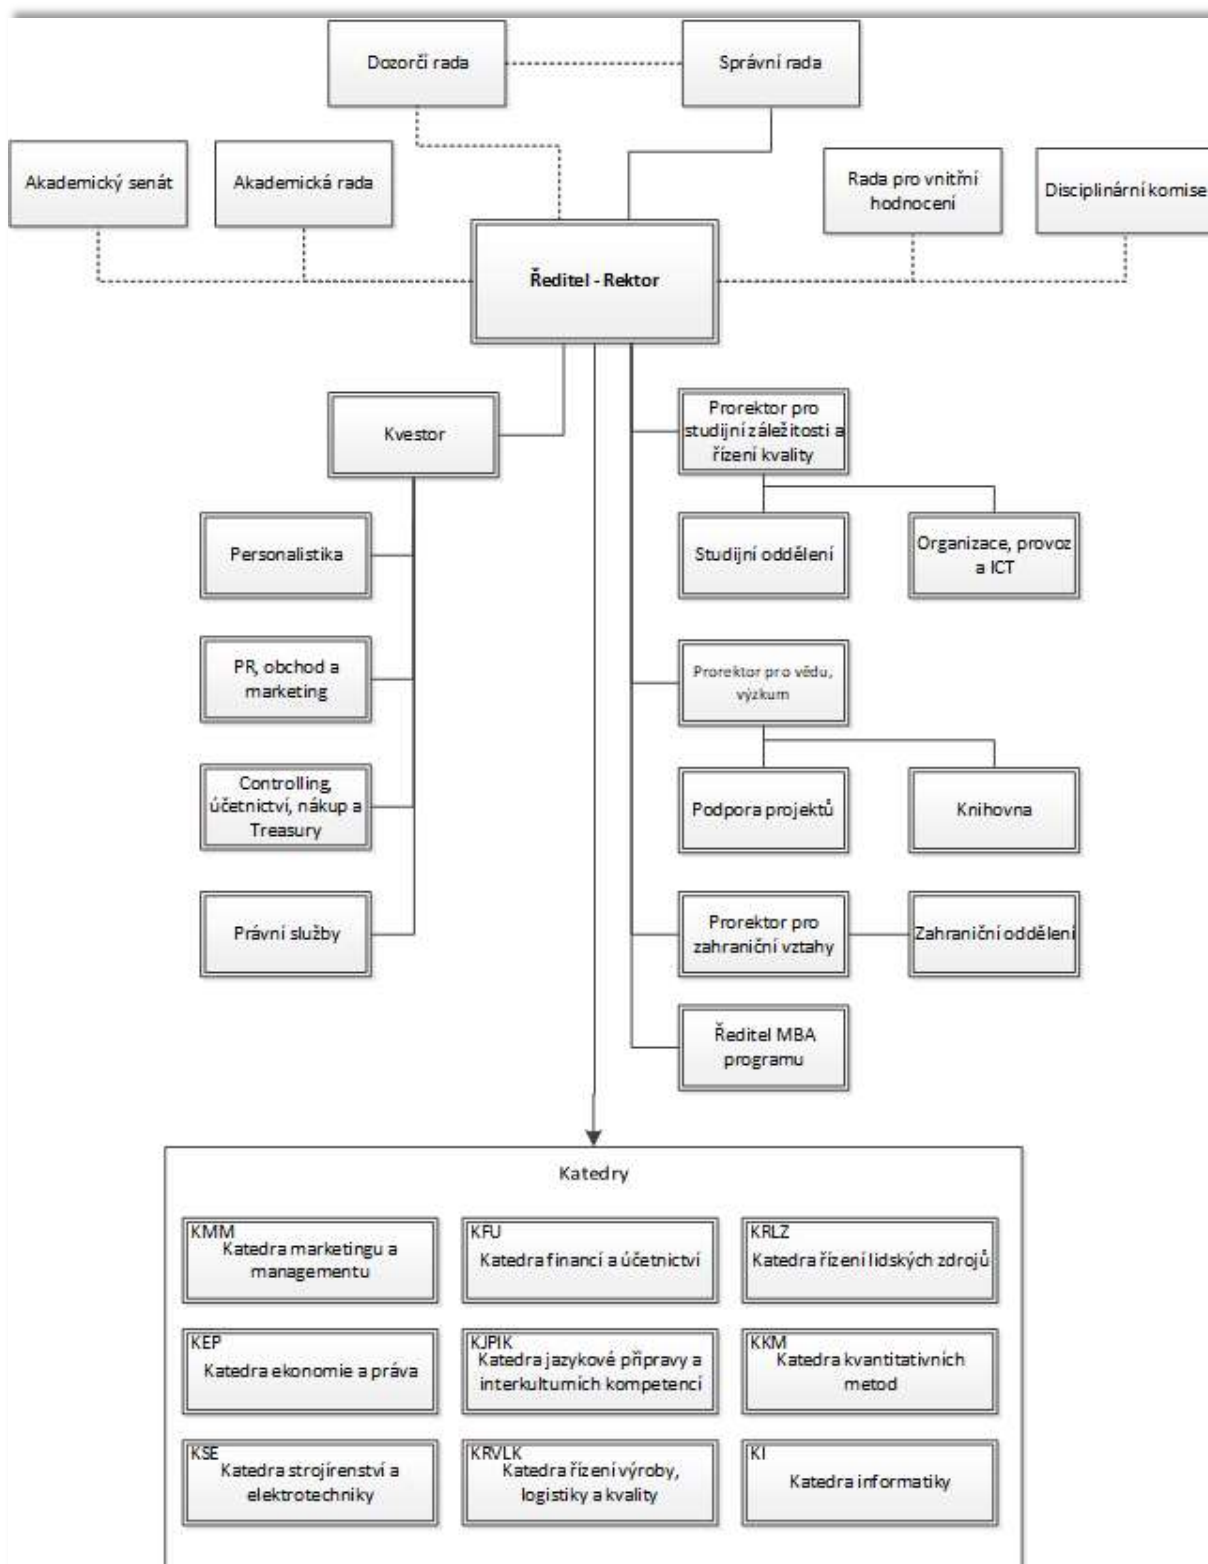 Dozorčí rada
Správní rada
Akademický senát
Akademická rada
Rada pro vnitřní
hodnocení
Disciplinární komise
Ředitel - Rektor
Kvestor
Prorektor pro
studijní záležitosti a
řízení kvality
Personalistika
Studijní oddělení
Organizace, provoz
a ICT
PR, obchod a
marketing
Prorektor pro vědu,
výzkum
Controlling,
účetnictví, nákup a
Treasury
Podpora projektů
Knihovna
Právní služby
Prorektor pro
zahraniční vztahy
Zahraniční oddělení
Ředitel MBA
programu
Katedry
KMM
Katedra marketingu a
managementu
KFU
Katedra financí a účetnictví
KRLZ
Katedra řízení lidských zdrojů
KEP
Katedra ekonomie a práva
KJPIK
Katedra jazykové přípravy a
interkulturních kompetencí
KKM
Katedra kvantitativních
metod
KSE
Katedra strojírenství a
elektrotechniky
KRVLK
Katedra řízení výroby,
logistiky a kvality
KI
Katedra informatiky